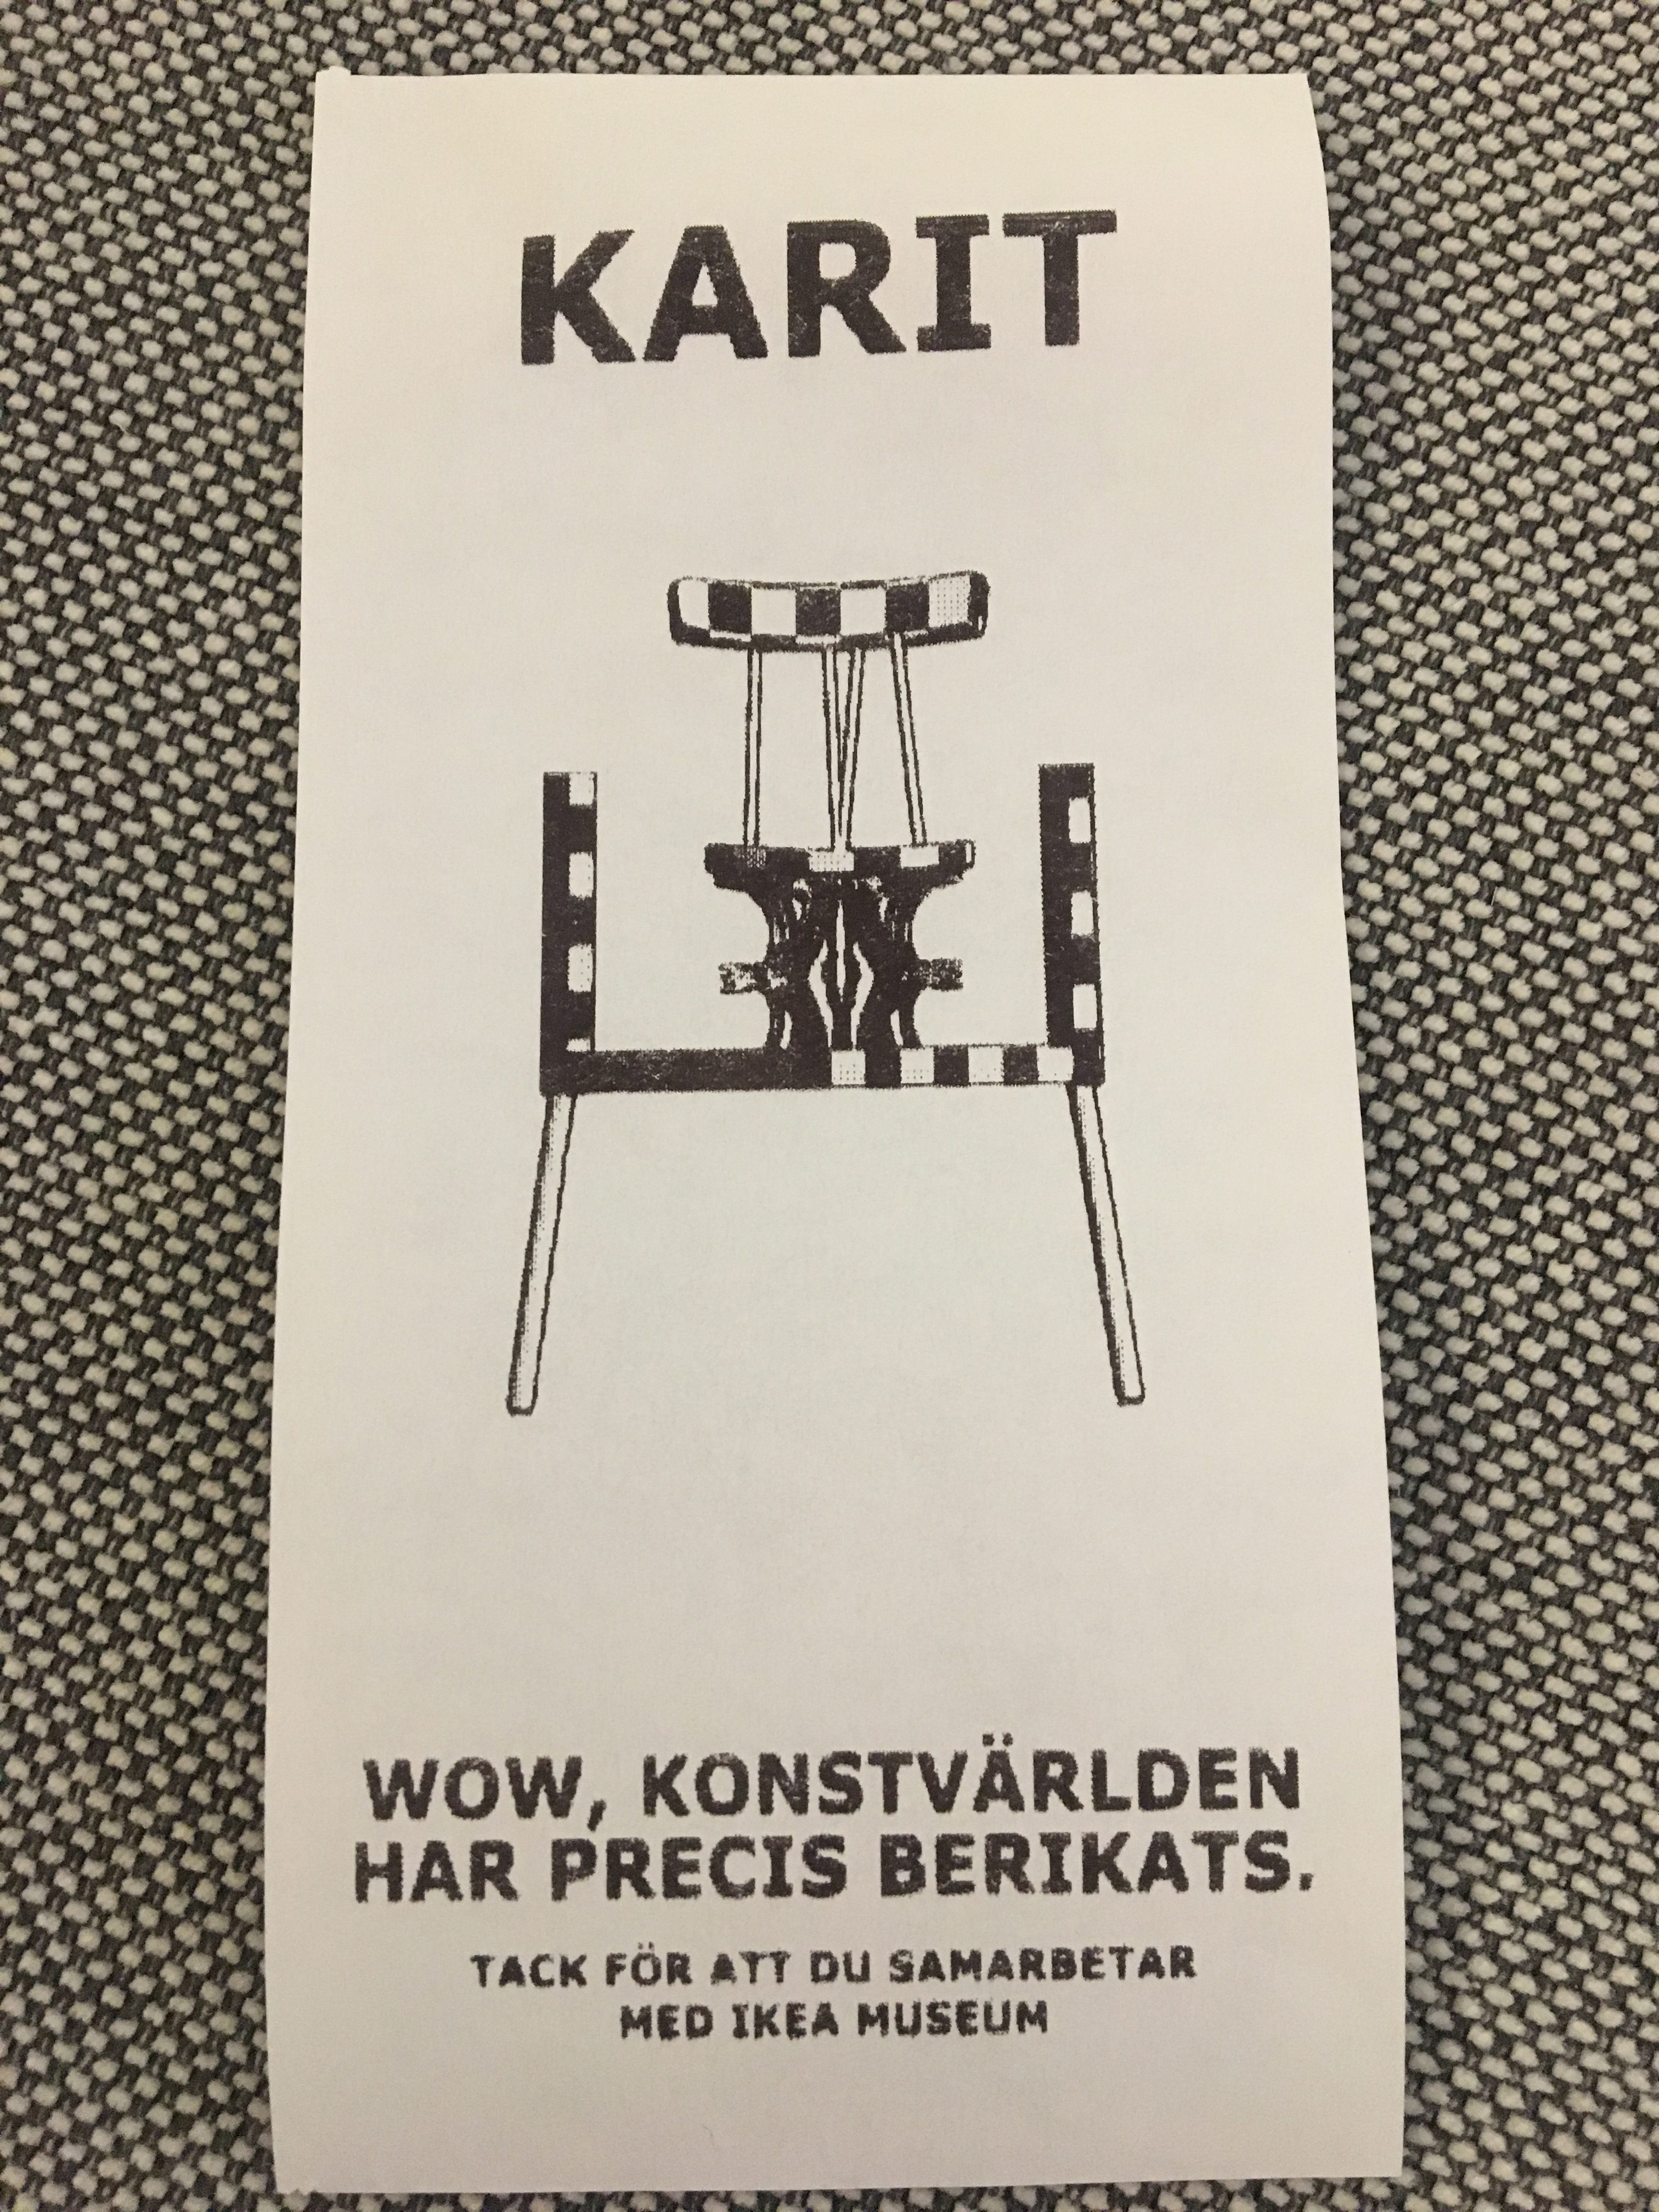 KARIT
WOW, KONSTVÄRLDEN
HAR PRECIS BERIKATS.
TACK FÖR ATT DU SAMARBETAR
MED IKEA MUSEUM